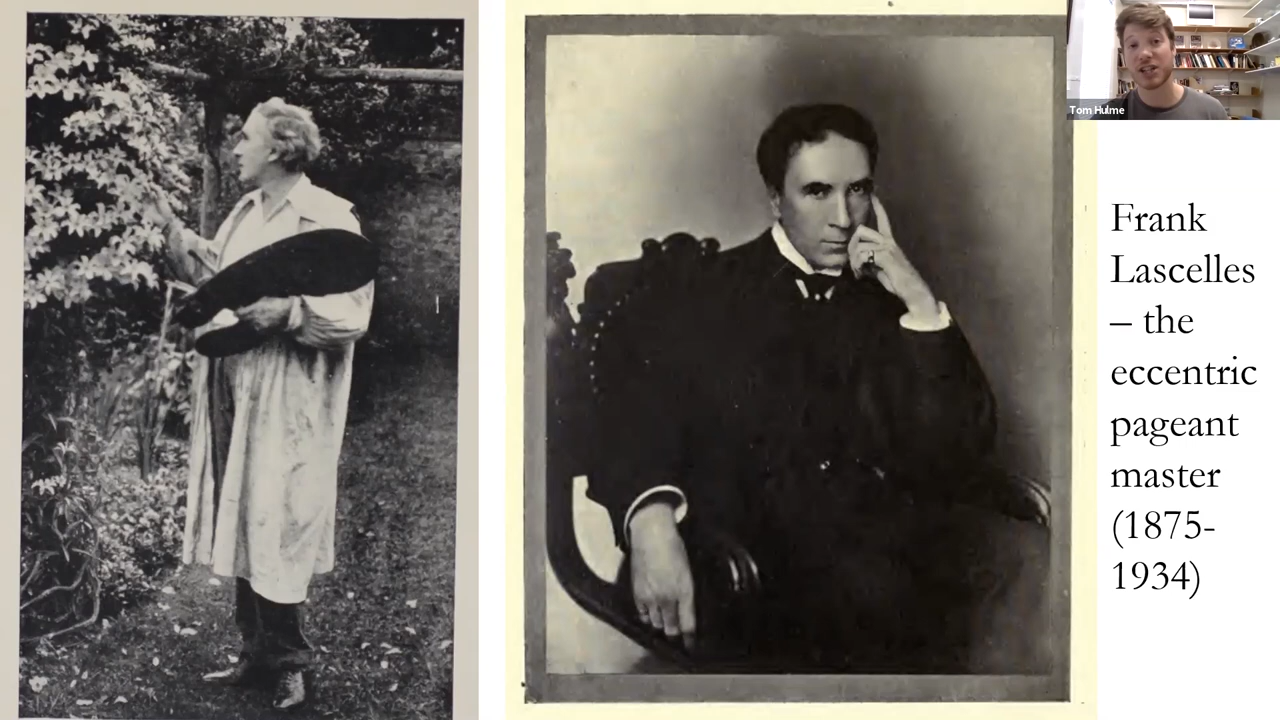 Tom Hulme
Frank
Lascelles
– the
eccentric
pageant
master
(1875-
1934)